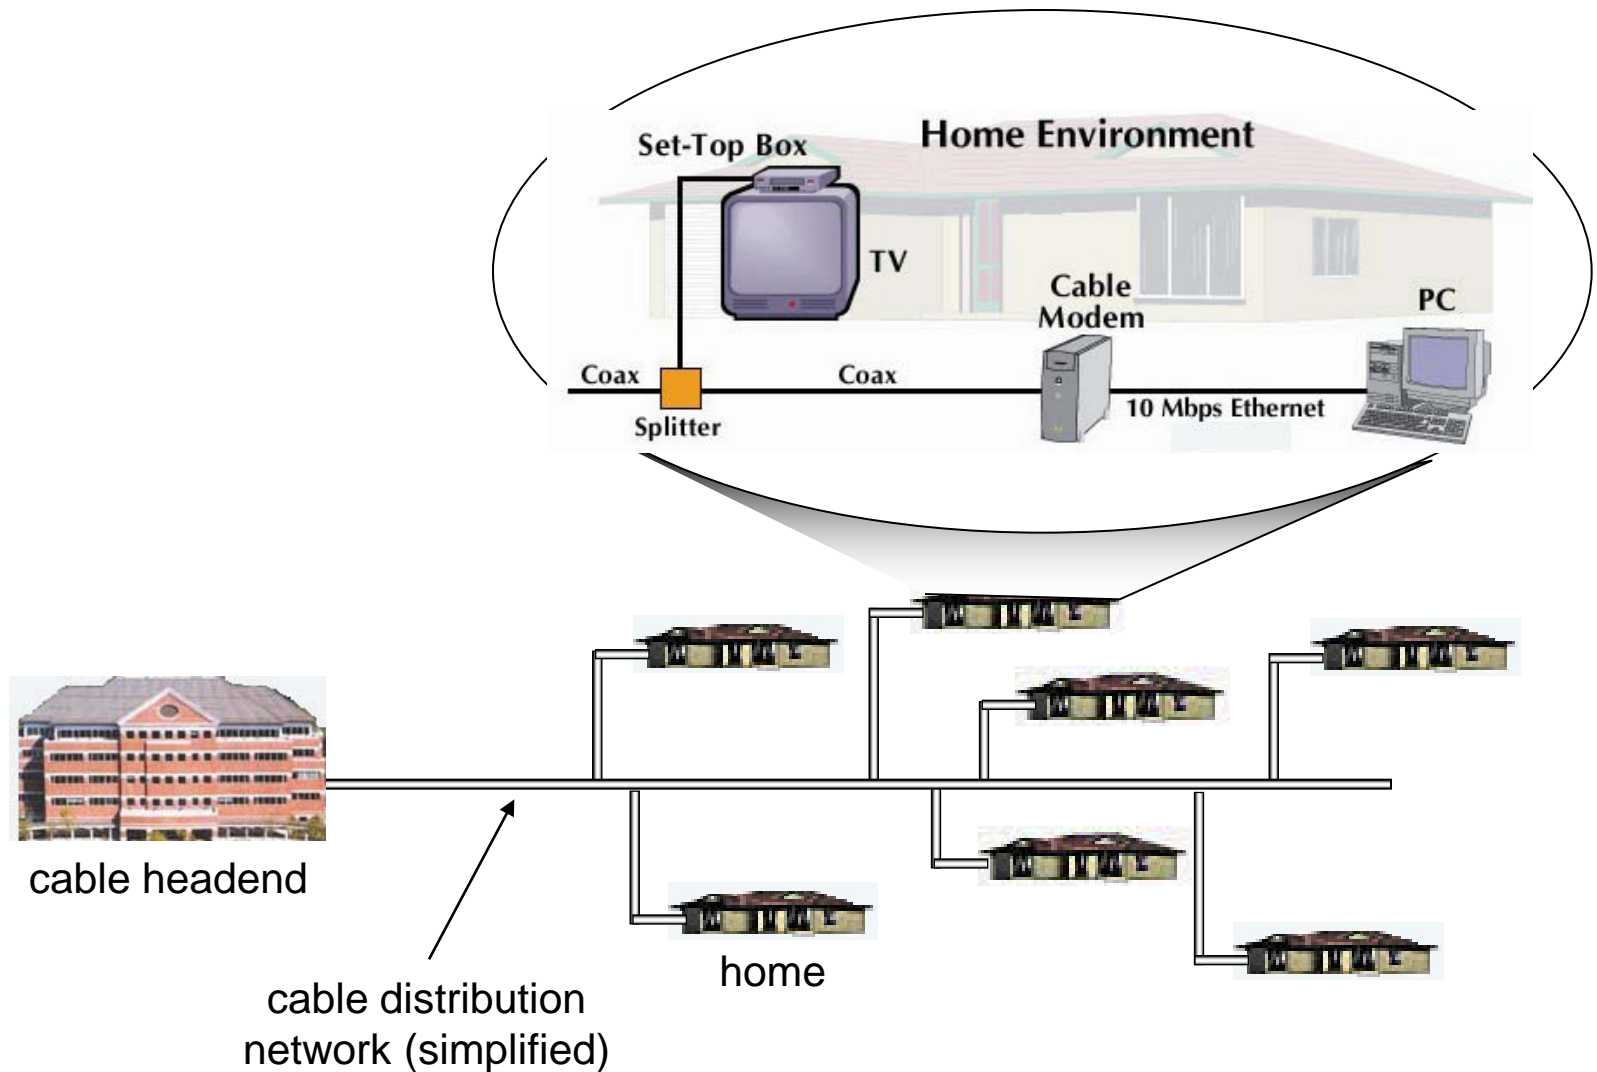 Home Environment
Set-Top Box
TV
Cable
Modem
PC
Coax
Coax
10 Mbps Ethernet
Splitter
cable headend
home
cable distribution
network (simplified)